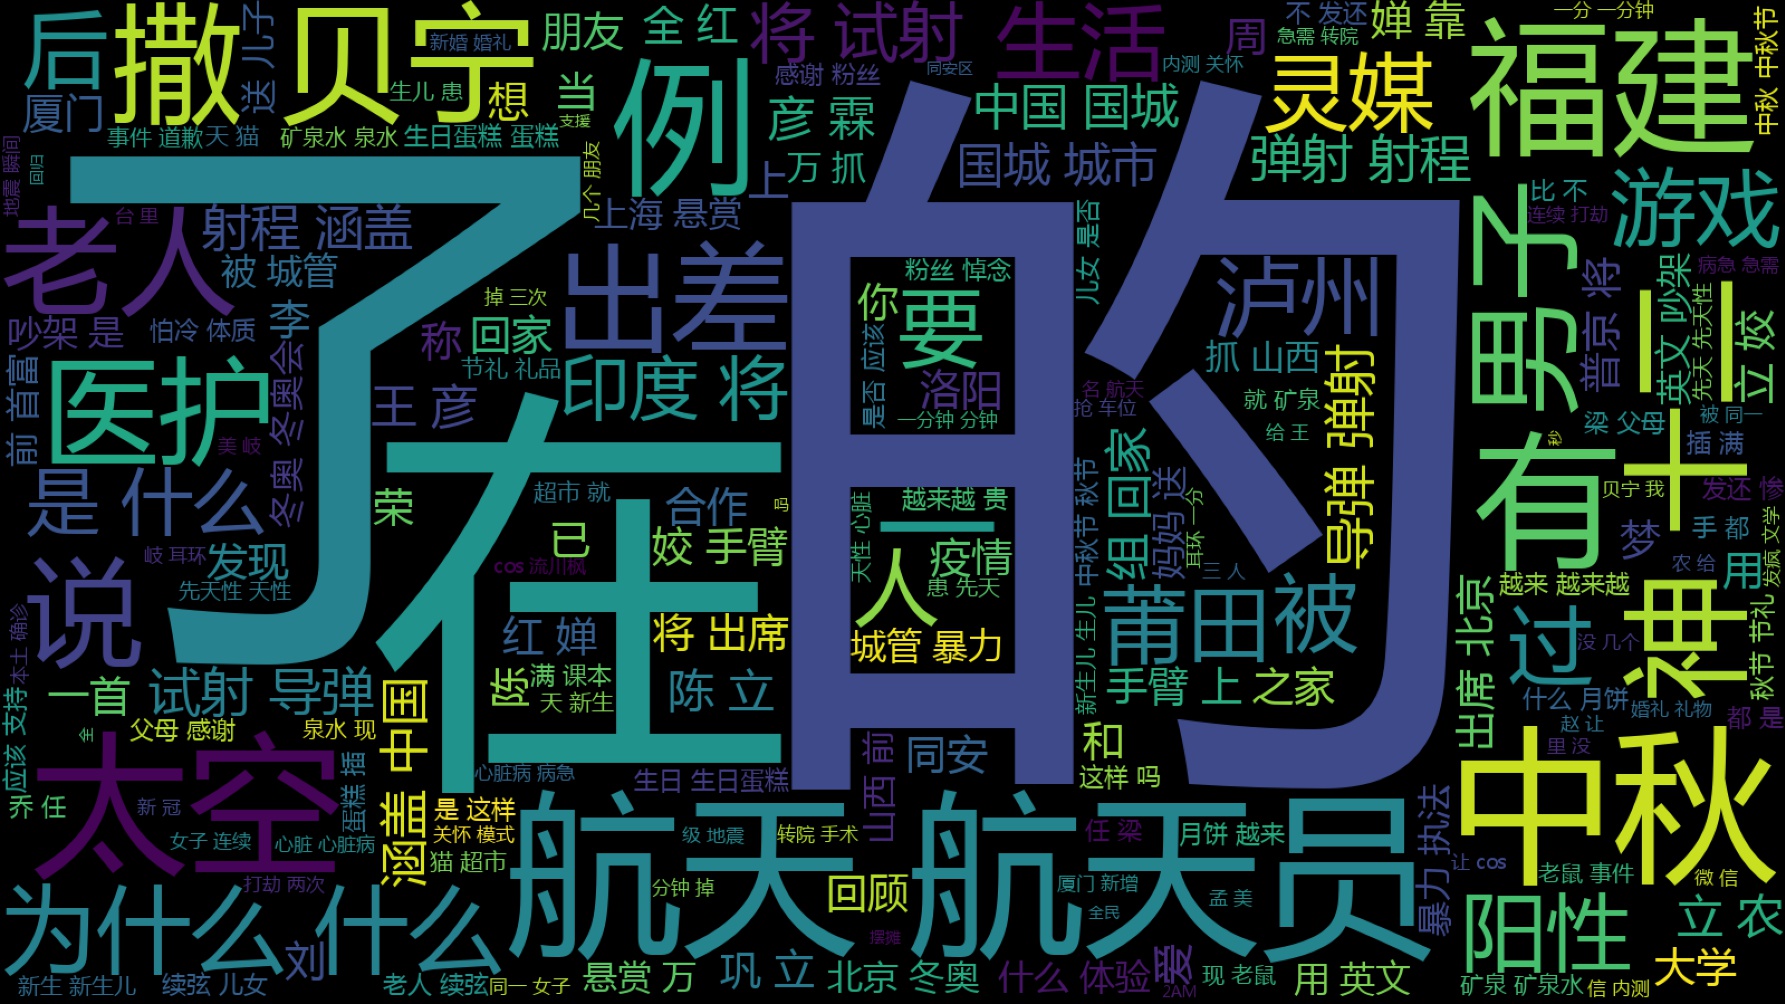 后
撒贝宁
新婚 婚礼
送 儿子
朋友 全 红
将 试射
生活
周
不 发还
急需 转院
婵 靠
一分 一分钟
中秋 中秋节
厦门
生儿 患
想
当
支援
例
感谢 粉丝
同安区
内测 关怀
灵媒
福建
事件 道歉
天 猫
矿泉水 泉水
生日蛋糕 蛋糕
彦 霖
中国 国城
弹射 射程
地震 瞬间
回归
了
几个 朋友
万 抓
上
国城 城市
的
比 不
连续 打劫
游戏
老人
台 里
射程 涵盖
上海 悬赏
儿女 是否
男子
被 城管
出差
粉丝 悼念
你
要
泸州
普京 将
病急 急需
吵架 是
怕冷 体质
李
掉 三次
称
回家
是否 应该
抓 山西
英文 吵架
先天 先天性
三
立 姣
前 首富
医护
冬奥 冬奥会
节礼 礼品
王 彦
印度 将
洛阳
一分钟 分钟
名 航天
抢 车位
就 矿泉
给 王
导弹 弹射
梁 父母
被 同一
插 满
美 岐
在
秒
有
十
是 什么
荣
超市 就
合作
吗
天性 心脏
越来越 贵
中秋节 秋节
组 回家
妈妈 送
耳环 一分
贝宁 我
发还 惨
梦
手 都
发疯 文学
岐 耳环
发现
已
姣 手臂
二
疫情
人
患 先天
三 人
农 给
用
说
先天性 天性
cos 流川枫
莆田
被
越来 越来越
神
本土 确诊
红 婵
将 出席
城管 暴力
新生儿 生儿
出席 北京
过
没 几个
秋节 节礼
一首
试射 导弹
陈
满 课本
天 新生
陈 立
手臂 上
之家
什么 月饼
婚礼 礼物
应该 支持
全
父母 感谢
泉水 现
涵盖 中国
山西 前
同安
和
这样 吗
赵 让
里 没
都 是
太空
心脏病 病急
生日 生日蛋糕
中秋
乔 任
新 冠
蛋糕 插
是 这样
关怀 模式
航天
级 地震
转院 手术
航天员
任 梁
月饼 越来
暴力 执法
让 cos
女子 连续
心脏 心脏病
猫 超市
老鼠 事件
微 信
打劫 两次
分钟 掉
回顾
厦门 新增
全民
孟 美
为什么 什么
刘
摆摊
阳性
立 农
新生 新生儿
续弦 儿女
老人 续弦
同一 女子
悬赏 万
巩 立
北京 冬奥
什么 体验
爱
2AM
现 老鼠
用 英文
矿泉 矿泉水
信 内测
大学